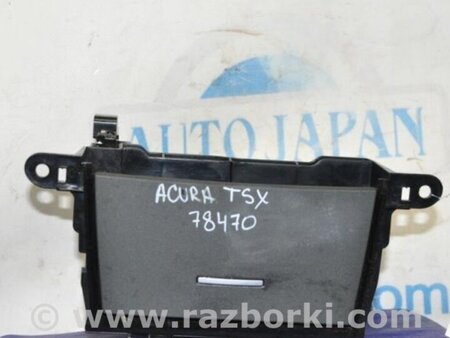 AUTO JAPAN
ACURA TSX
78470
© www.razborki.com